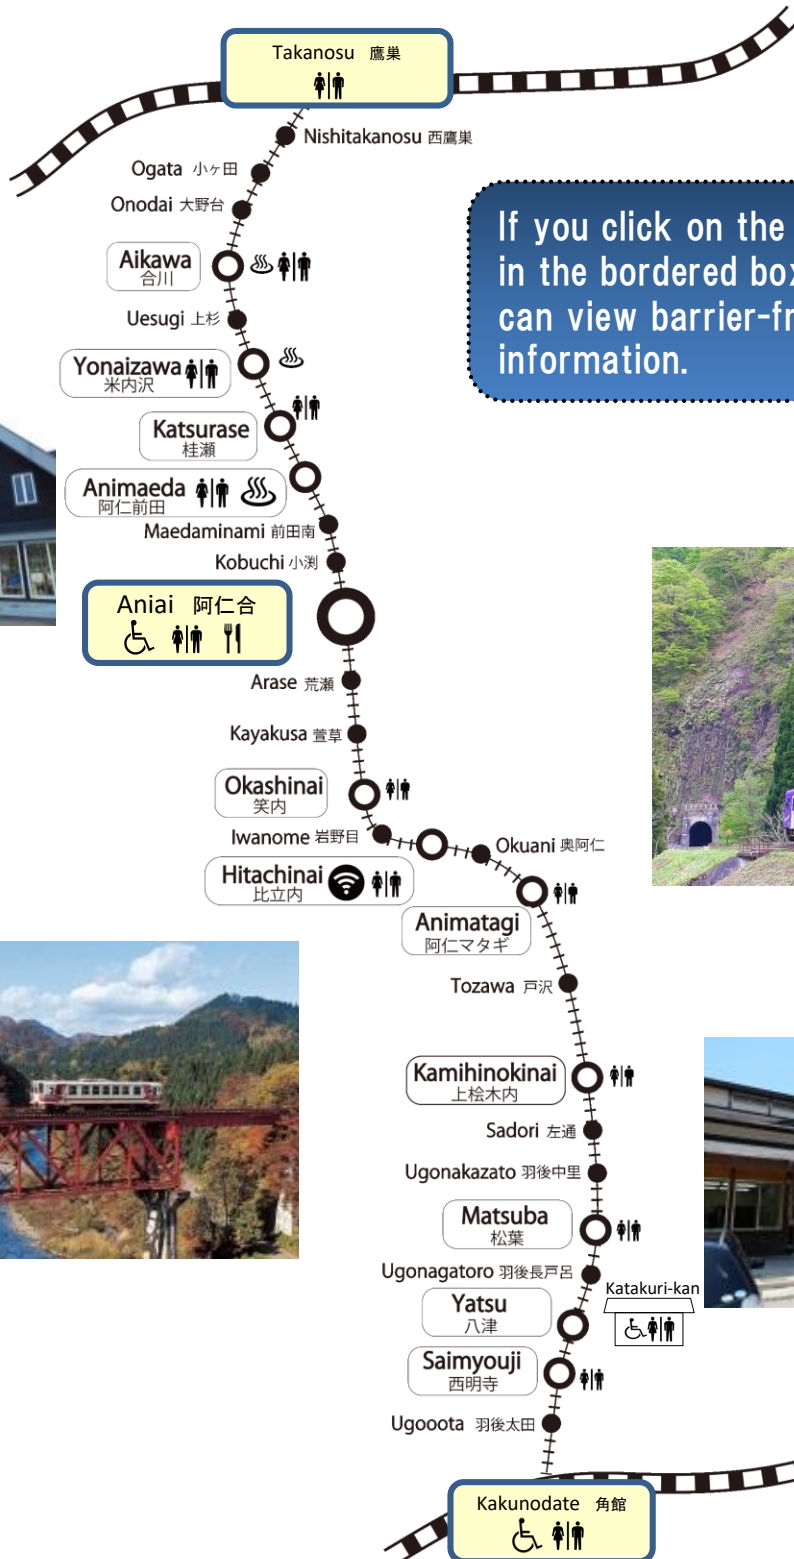 Takanosu 鷹巣
Nishitakanosu 西鷹巣
Ogata 小ヶ田
Onodai 大野台
If you click on the
in the bordered box
can view barrier-fr
information.
Aikawa
合川
Uesugi 上杉
Yonaizawa
米内沢
Katsurase
桂瀬
Animaeda
阿仁前田
Maedaminami 前田南
Kobuchi 小渕
Aniai 阿仁合
Arase 荒瀬
Kayakusa 萱草
Okashinai
笑内
Iwanome 岩野目
Okuani 奥阿仁
Hitachinai
比立内
Animatagi
阿仁マタギ
Tozawa 戸沢
Kamihinokinai
上桧木内
Sadori 左通
Ugonakazato 羽後中里
Matsuba
松葉
Ugonagatoro 羽後長戸呂
Katakuri-kan
Yatsu
八津
Saimyouji
西明寺
Ugooota 羽後太田
Kakunodate 角館